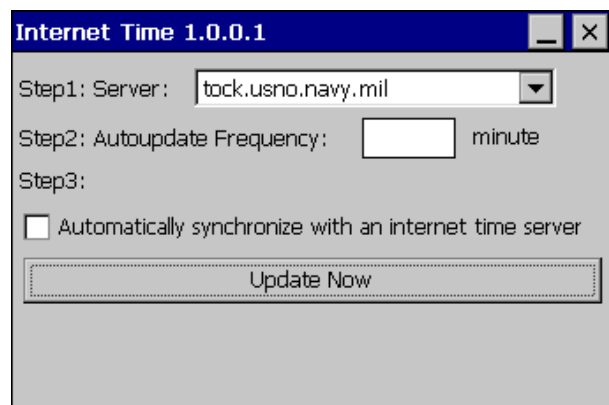 Internet Time 1.0.0.1
Step1: Server: tock.usno.navy.mil
Step2: Autoupdate Frequency: minute
Step3:
Automatically synchronize with an internet time server
Update Now